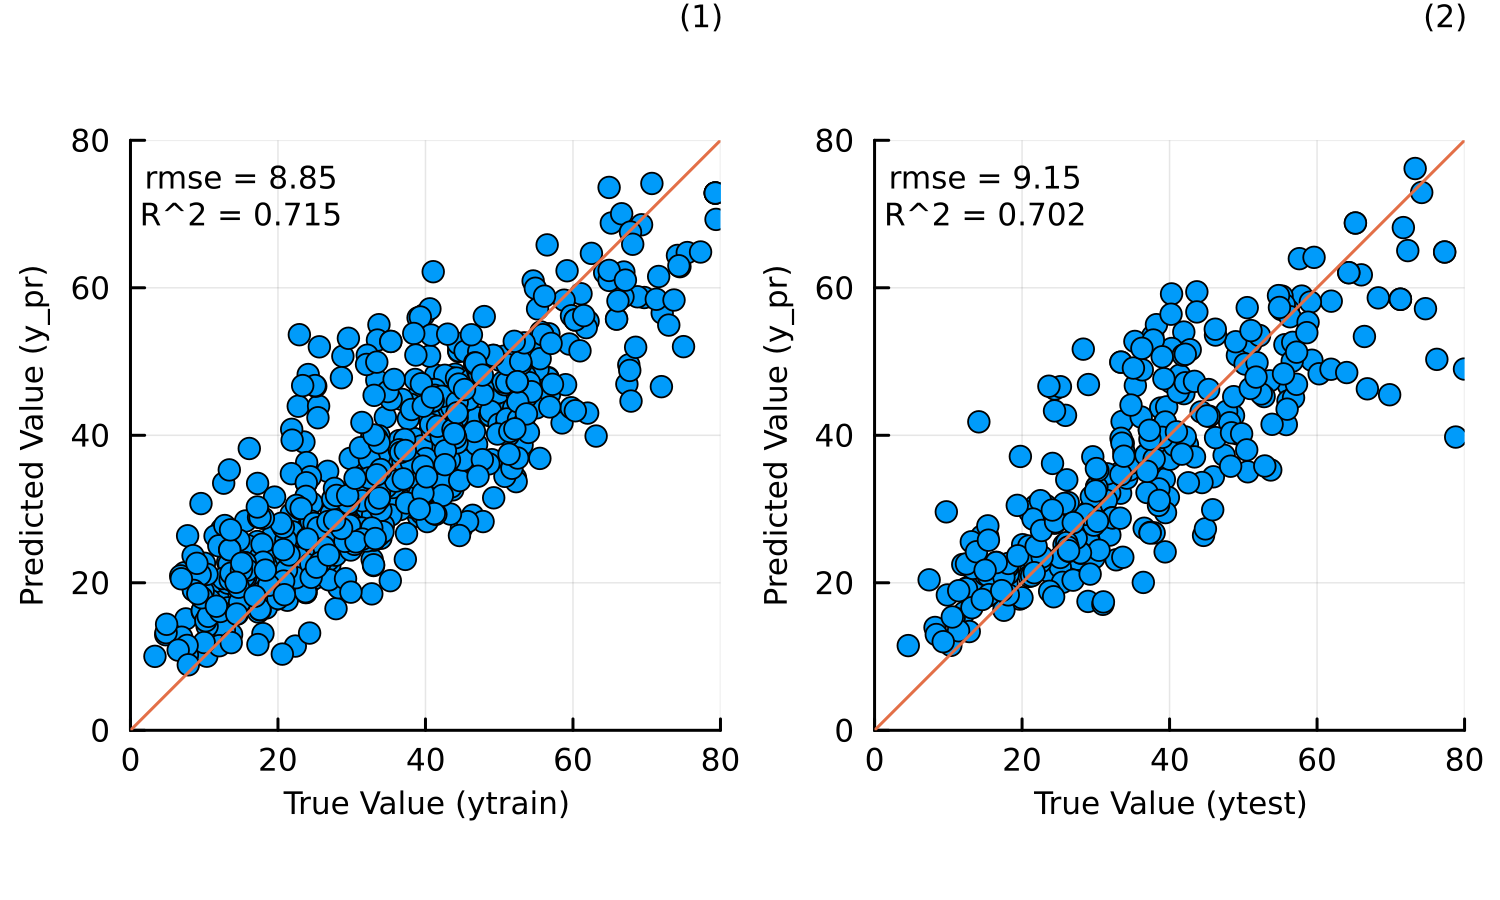 (1)
rmse = 8.85
R^2 = 0.715
Predicted Value (y_pr)
80
60
40
20
0
0 20 40 60 80
True Value (ytrain)
(2)
rmse = 9.15
R^2 = 0.702
Predicted Value (y_pr)
80
60
40
20
0
0 20 40 60 80
True Value (ytest)